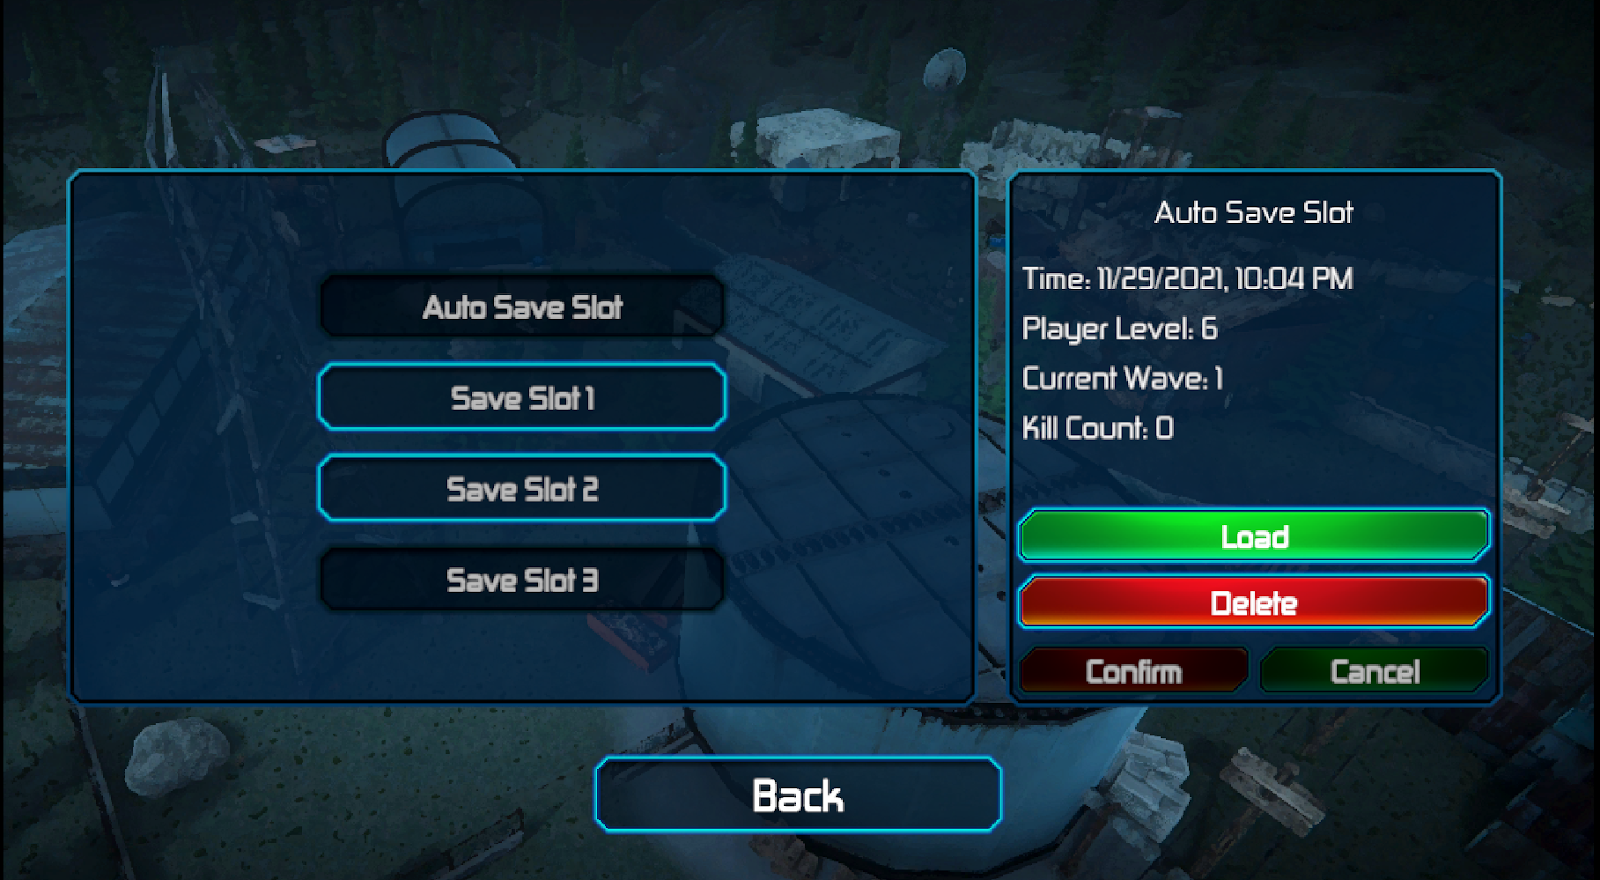 Auto Save Slot
Save Slot 1
Save Slot 2
Save Slot 3
Auto Save Slot
Time: 11/29/2021, 10:04 PM
Player Level: 6
Current Wave: 1
Kill Count: 0
Load
Delete
Confirm Cancel
Back